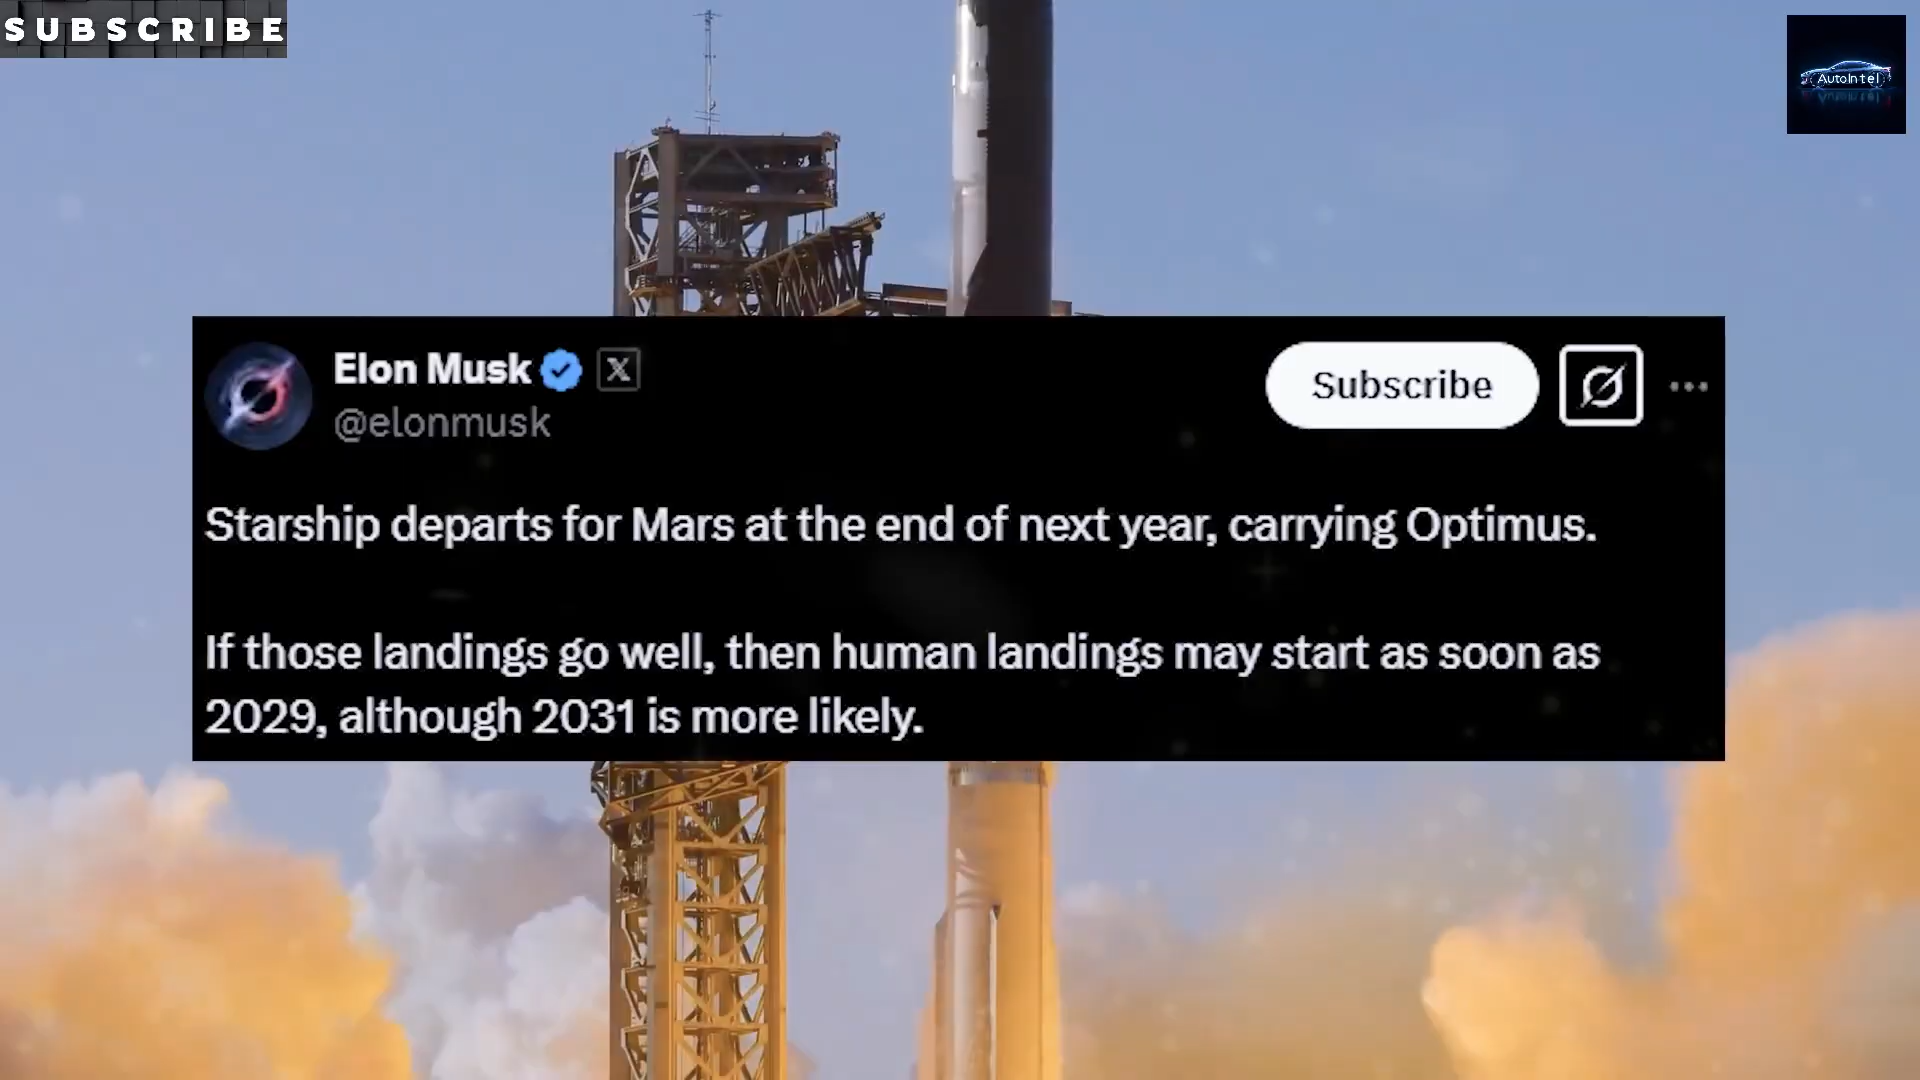 SUBSCRIBE
AutoIntel
Elon Musk
@elonmusk
Subscribe
Starship departs for Mars at the end of next year, carrying Optimus.
If those landings go well, then human landings may start as soon as
2029, although 2031 is more likely.